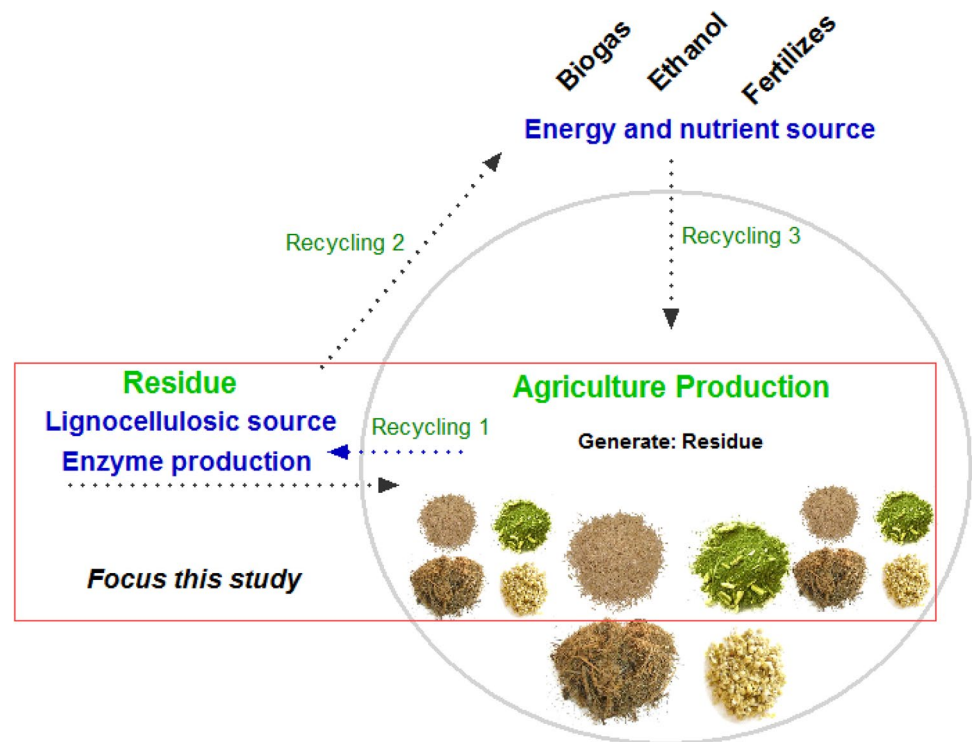 Biogas
Ethanol
Fertilizes
Energy and nutrient source
Recycling 2
Recycling 3
Residue
Lignocellulosic source
Enzyme production
Recycling 1
Agriculture Production
Generate: Residue
Focus this study